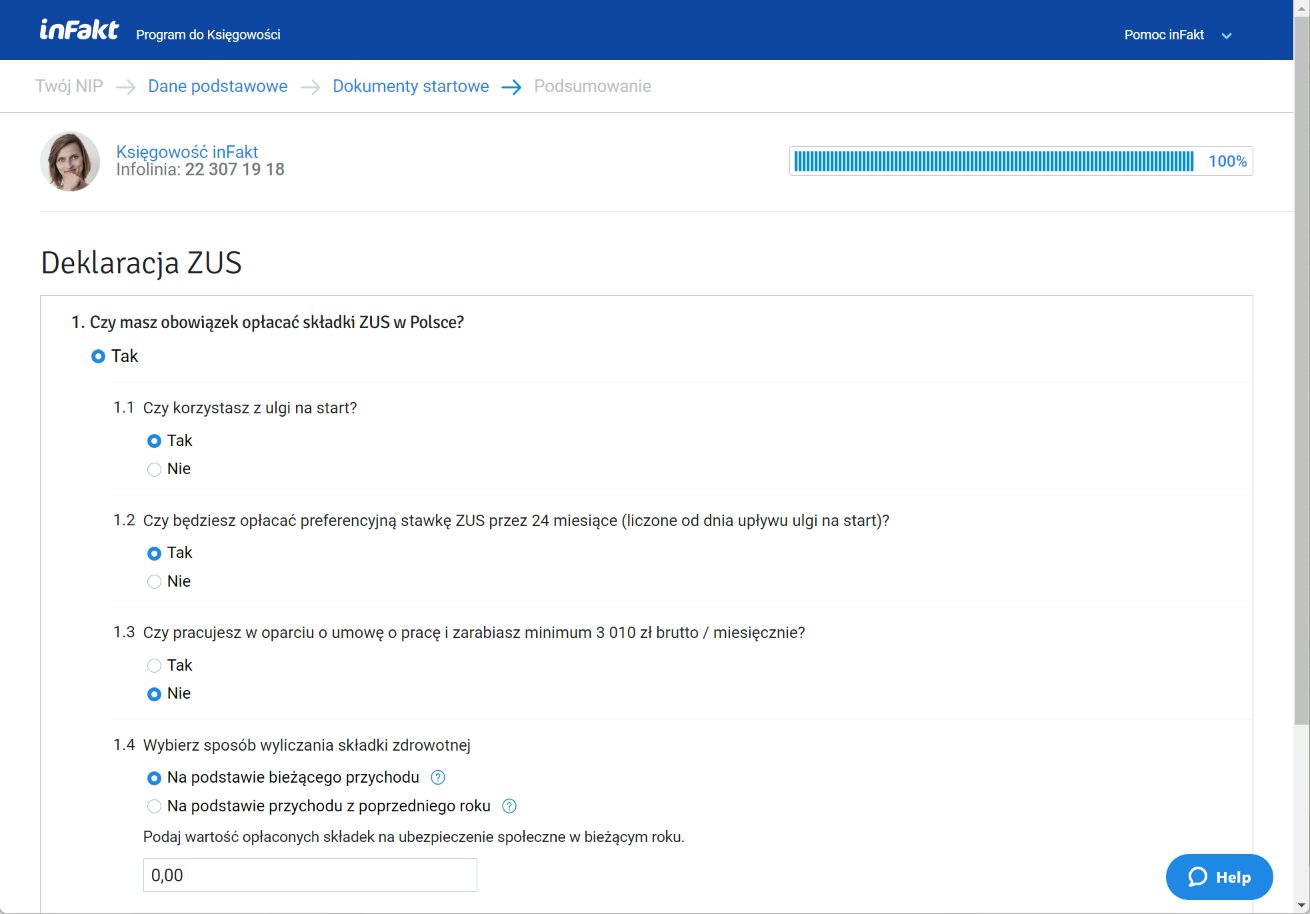 inFakt Program do Księgowości Pomoc inFakt
Twój NIP Dane podstawowe Dokumenty startowe Podsumowanie
Księgowość inFakt
Infolinia: 22 307 19 18
100%
Deklaracja ZUS
1. Czy masz obowiązek opłacać składki ZUS w Polsce?
Tak
1.1 Czy korzystasz z ulgi na start?
Tak
Nie
1.2 Czy będziesz opłacać preferencyjną stawkę ZUS przez 24 miesiące (liczone od dnia upływu ulgi na start)?
Tak
Nie
1.3 Czy pracujesz w oparciu o umowę o pracę i zarabiasz minimum 3 010 zł brutto / miesięcznie?
Tak
Nie
1.4 Wybierz sposób wyliczania składki zdrowotnej
Na podstawie bieżącego przychodu ?
Na podstawie przychodu z poprzedniego roku ?
Podaj wartość opłaconych składek na ubezpieczenie społeczne w bieżącym roku.
0,00
Help